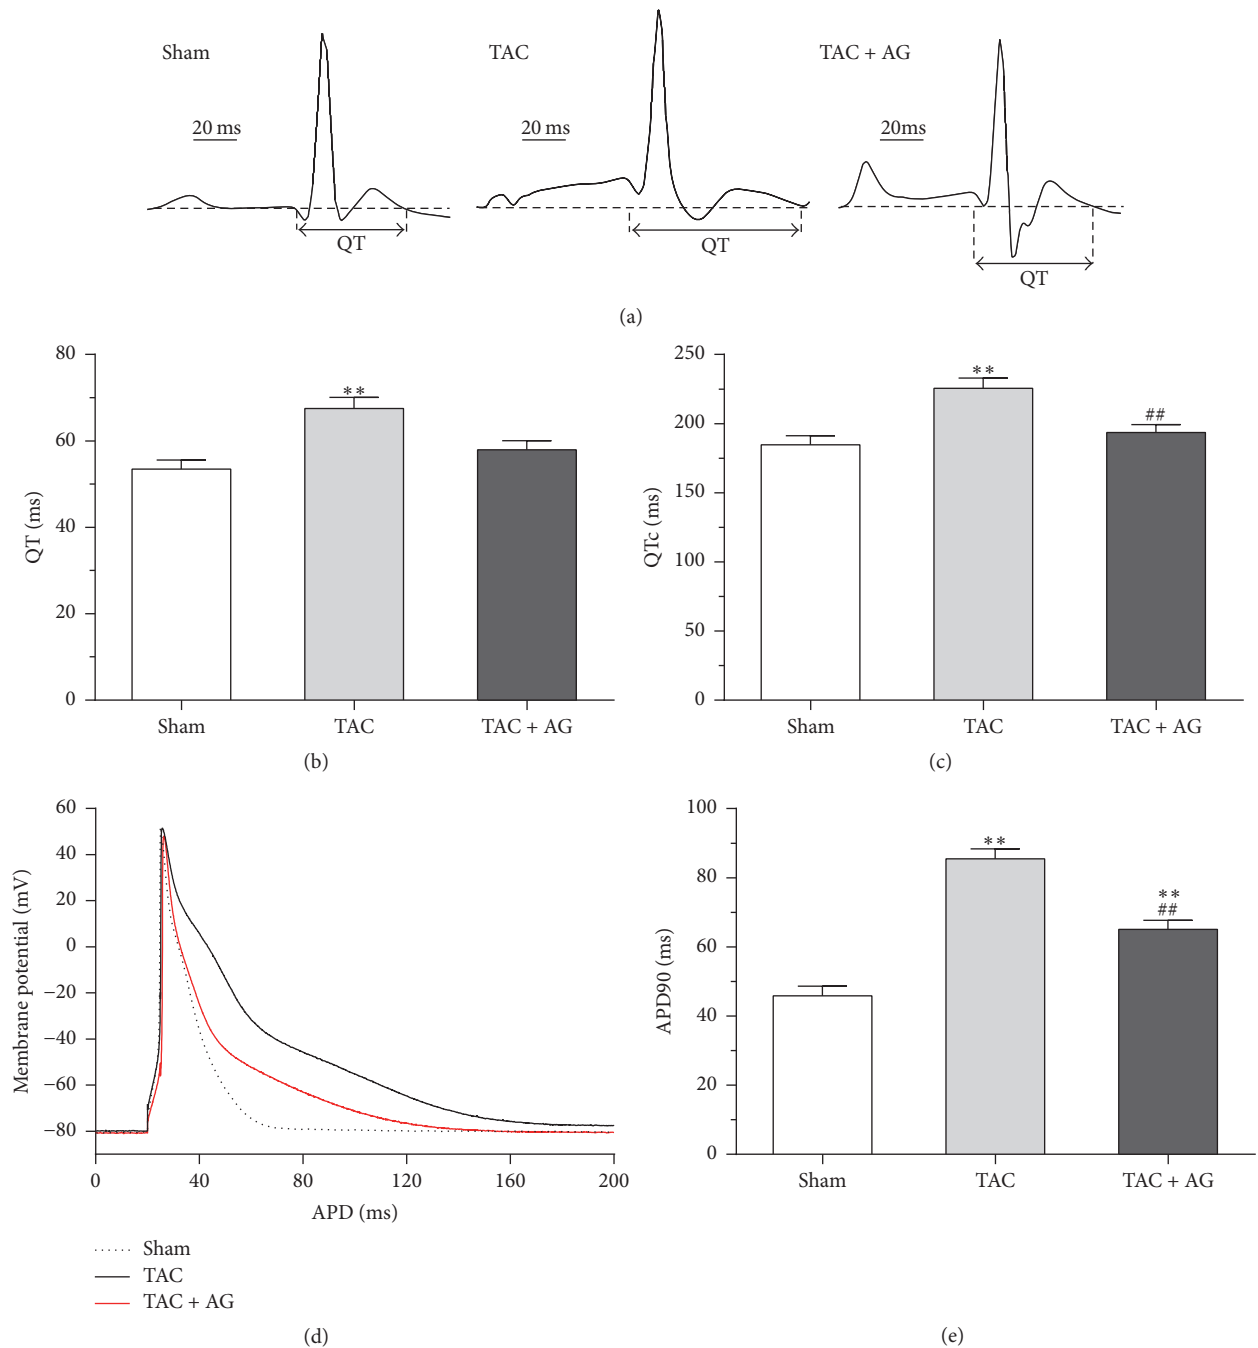 Sham
TAC
TAC + AG
20 ms
20 ms
20ms
QT
QT
QT
(a)
80
60
40
20
0
QT (ms)
**
Sham
TAC
TAC + AG
(b)
250
200
150
100
50
0
QTc (ms)
**
##
Sham
TAC
TAC + AG
(c)
60
40
20
0
−20
−40
−60
−80
Membrane potential (mV)
0
40
80
120
160
200
APD (ms)
Sham
TAC
TAC + AG
(d)
100
80
60
40
20
0
APD90 (ms)
**
**
##
Sham
TAC
TAC + AG
(e)